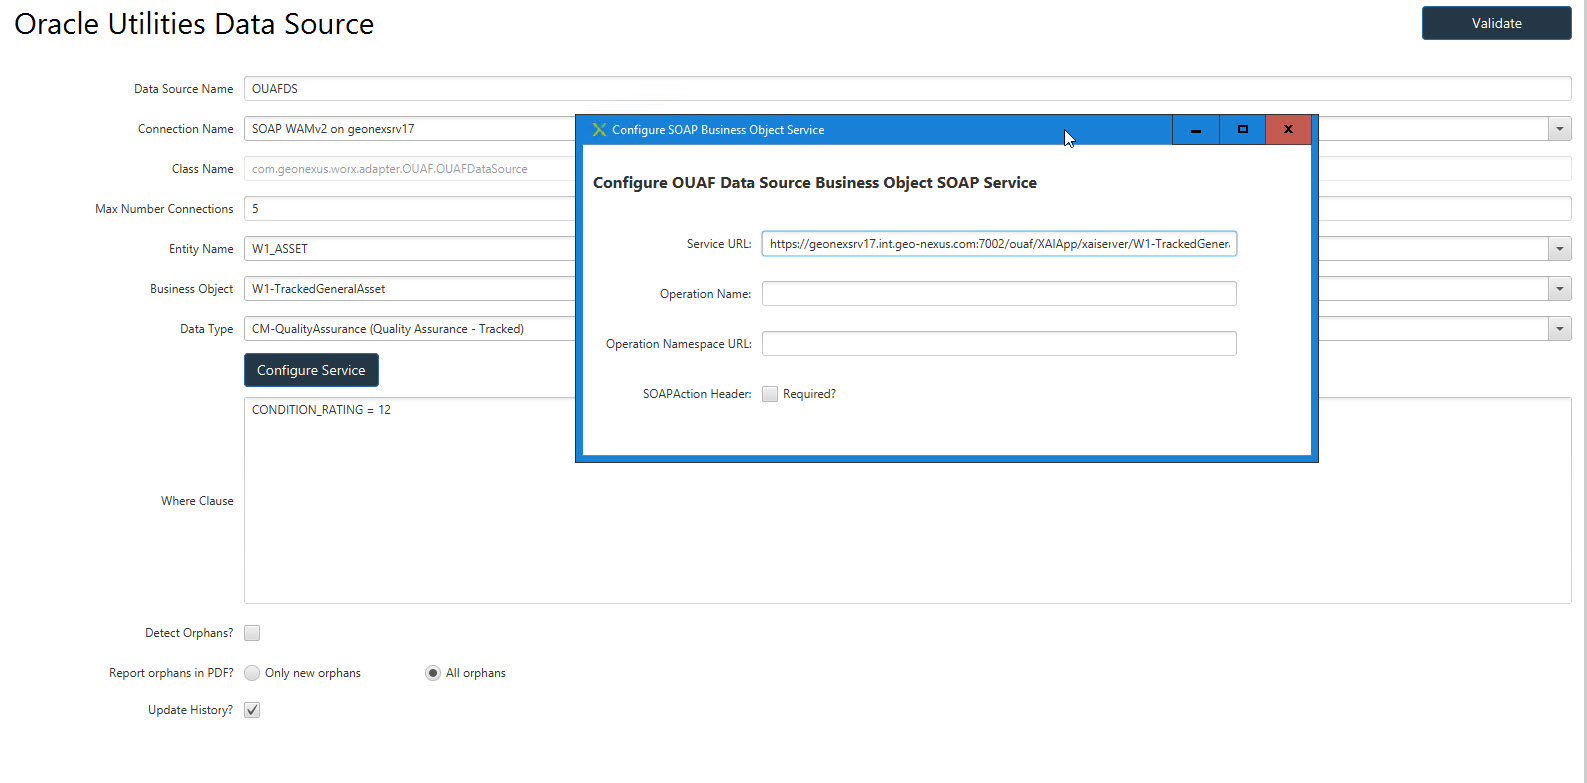 Oracle Utilities Data Source
Validate
Data Source Name OUAFDS
Connection Name SOAP WAMv2 on geonexsrv17
Class Name com.geonexus.worx.adapter.OUAF.OUAFDataSource
Max Number Connections 5
Entity Name W1_ASSET
Business Object W1-TrackedGeneralAsset
Data Type CM-QualityAssurance (Quality Assurance - Tracked)
Configure Service
CONDITION_RATING = 12
Where Clause
Detect Orphans?
Report orphans in PDF? Only new orphans All orphans
Update History?
Configure SOAP Business Object Service
Configure OUAF Data Source Business Object SOAP Service
Service URL: https://geonexsrv17.int.geo-nexus.com:7002/ouaf/XAIApp/xaiserver/W1-TrackedGener
Operation Name:
Operation Namespace URL:
SOAPAction Header: Required?